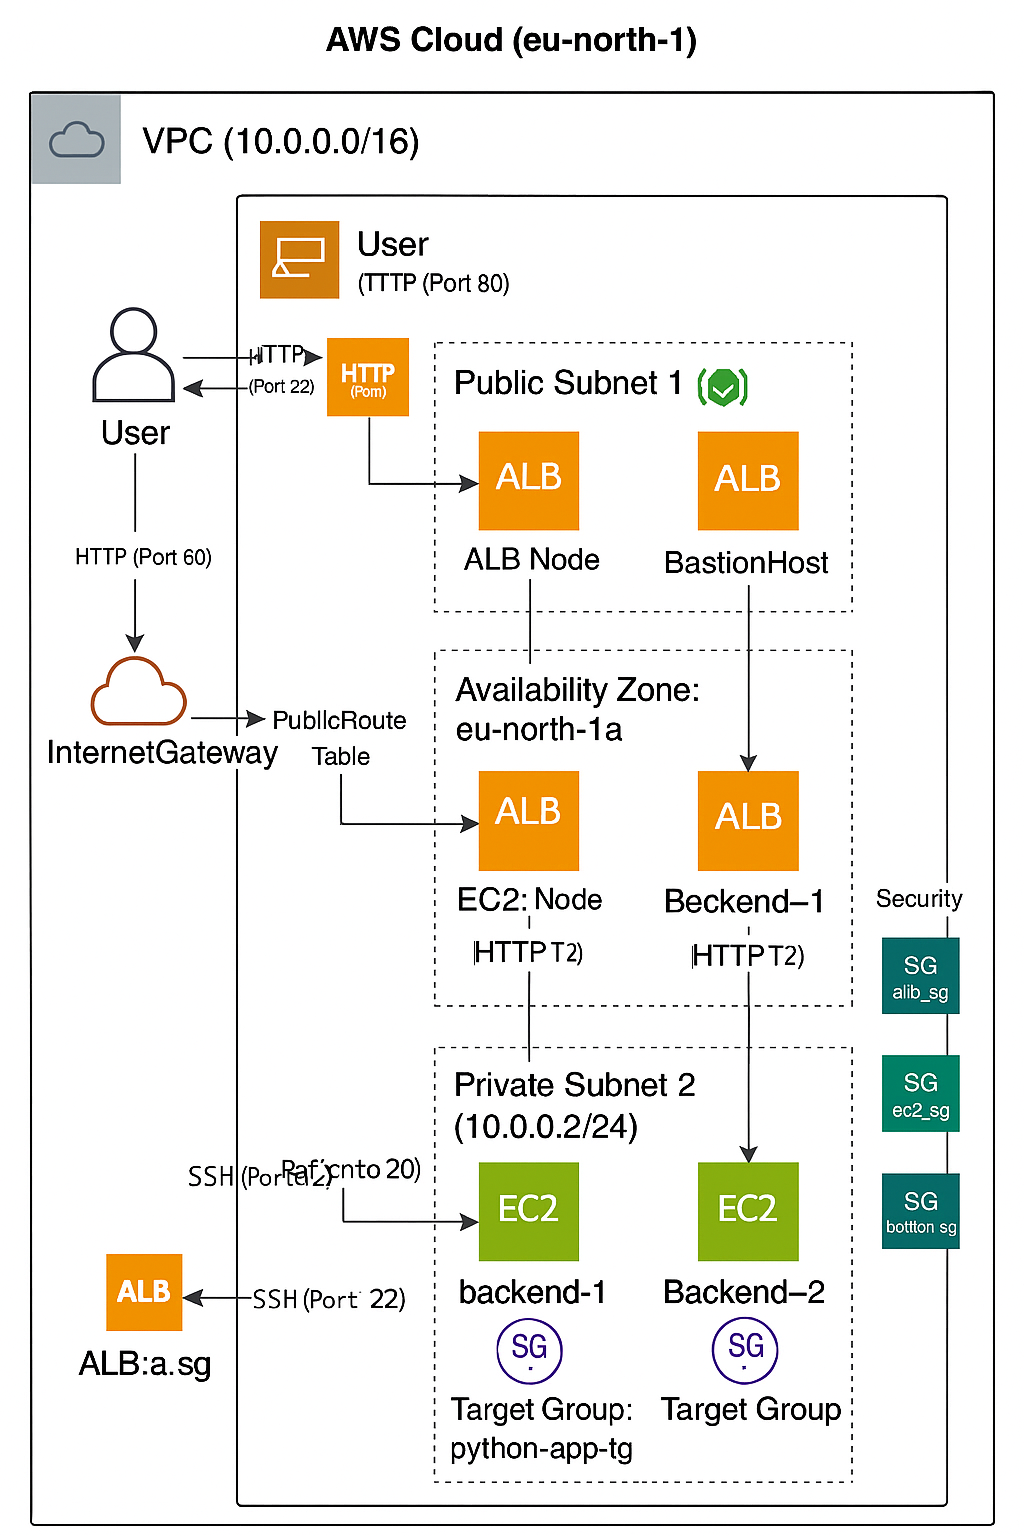 AWS Cloud (eu-north-1)
VPC (10.0.0.0/16)
User
(TTTP (Port 80)
HTTP
(Port 22)
HTTP
(Pom)
User
Public Subnet 1
ALB
ALB
ALB Node
BastionHost
HTTP (Port 60)
Availability Zone:
eu-north-1a
PublicRoute
Table
InternetGateway
ALB
ALB
EC2: Node
Beckend–1
HTTP T2)
HTTP T2)
Security
SG
alib_sg
SG
ec2_sg
SG
bottton sg
Private Subnet 2
(10.0.0.2/24)
SSH
20)
EC2
EC2
backend-1
Backend–2
SG
SG
ALB
SSH (Port 22)
ALB:a.sg
Target Group:
python-app-tg
Target Group